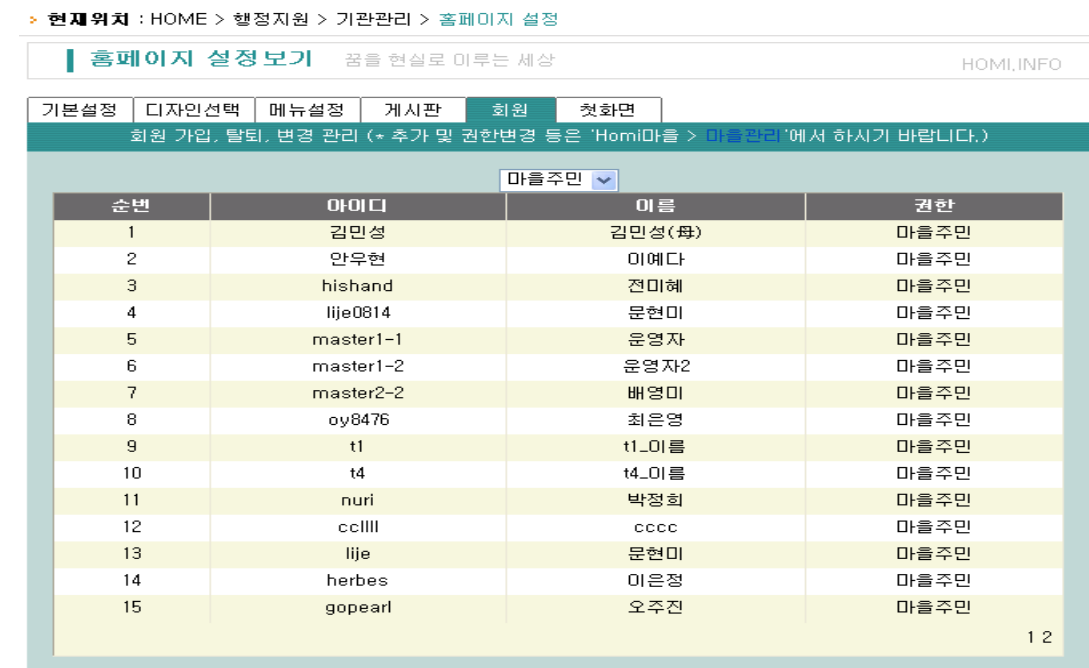 현재위치 : HOME > 행정지원 > 기관관리 > 홈페이지 설정
홈페이지 설정보기 꿈을 현실로 이루는 세상 HOMI.INFO
기본설정 디자인선택 메뉴설정 게시판 회원 첫화면
회원 가입, 탈퇴, 변경 관리 (* 추가 및 권한변경 등은 'Homi마을 > 마을관리'에서 하시기 바랍니다.)
마을주민
순번 아이디 이름 권한
1 김민성 김민성(母) 마을주민
2 안우현 이예다 마을주민
3 hishand 전미혜 마을주민
4 lije0814 문현미 마을주민
5 master1-1 운영자 마을주민
6 master1-2 운영자2 마을주민
7 master2-2 배영미 마을주민
8 oy8476 최은영 마을주민
9 t1 t1_이름 마을주민
10 t4 t4_이름 마을주민
11 nuri 박정희 마을주민
12 ccllll cccc 마을주민
13 lije 문현미 마을주민
14 herbes 이은정 마을주민
15 gopearl 오주진 마을주민
1 2